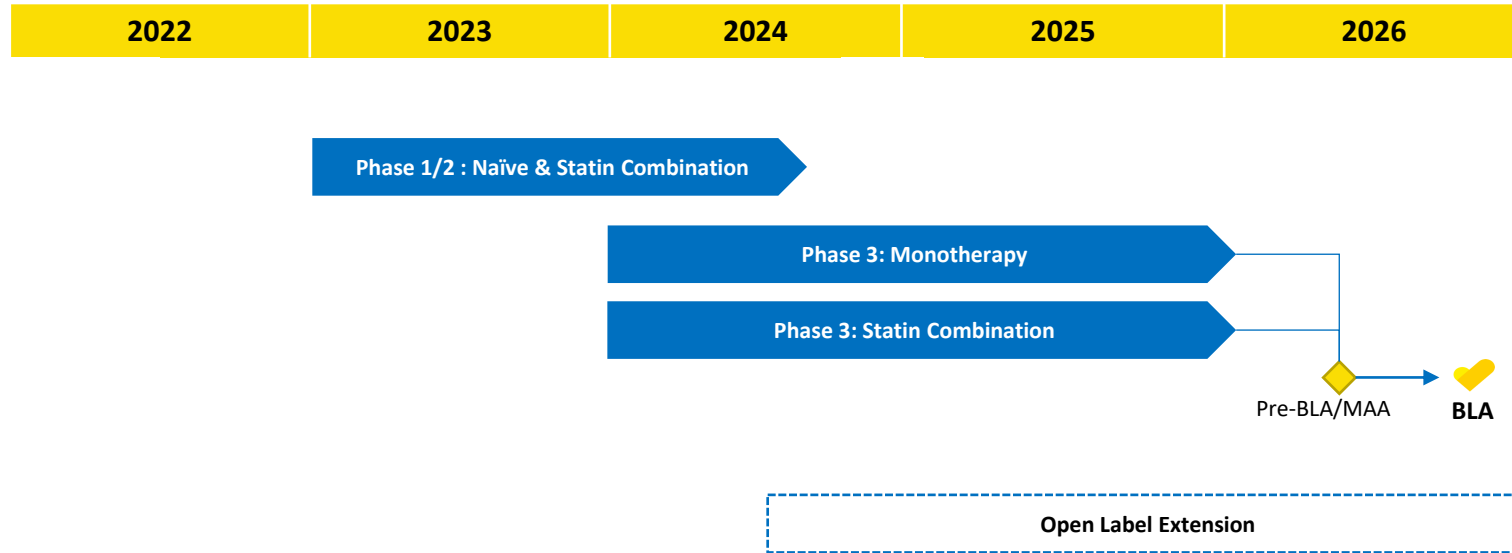 2022 2023 2024 2025 2026
Phase 1/2 : Naïve & Statin Combination
Phase 3: Monotherapy
Phase 3: Statin Combination
Pre-BLA/MAA
BLA
Open Label Extension